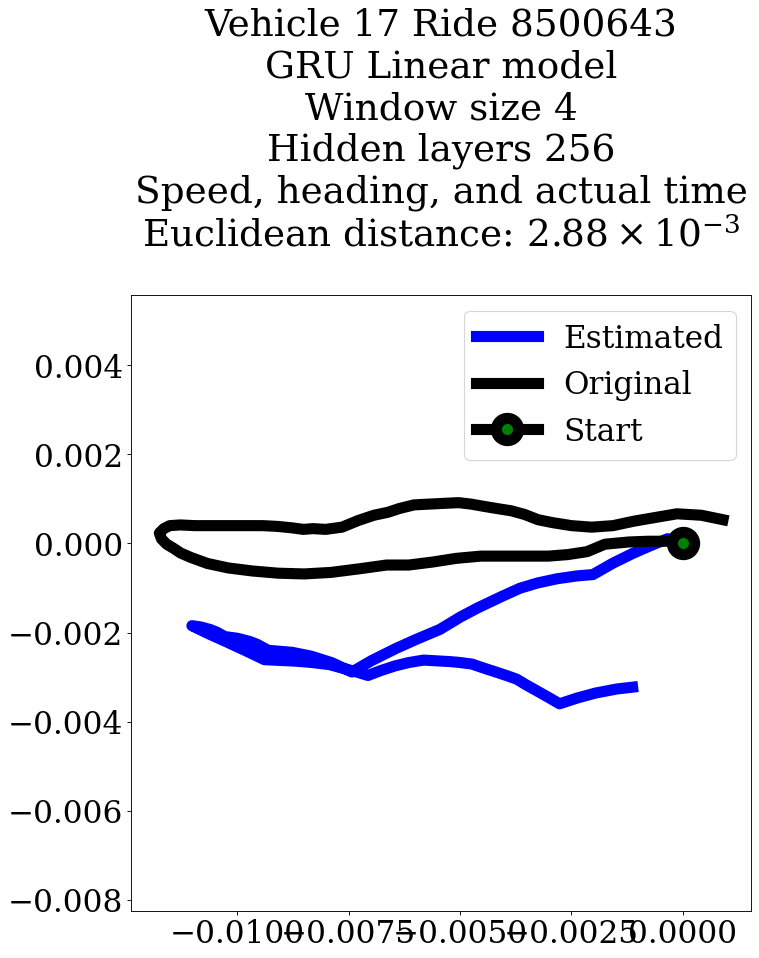 Vehicle 17 Ride 8500643
GRU Linear model
Window size 4
Hidden layers 256
Speed, heading, and actual time
Euclidean distance: 2.88 × 10⁻³
Estimated
Original
Start
0.004
0.002
0.000
−0.002
−0.004
−0.006
−0.008
−0.0100 −0.0075 −0.0050 −0.0025 0.0000